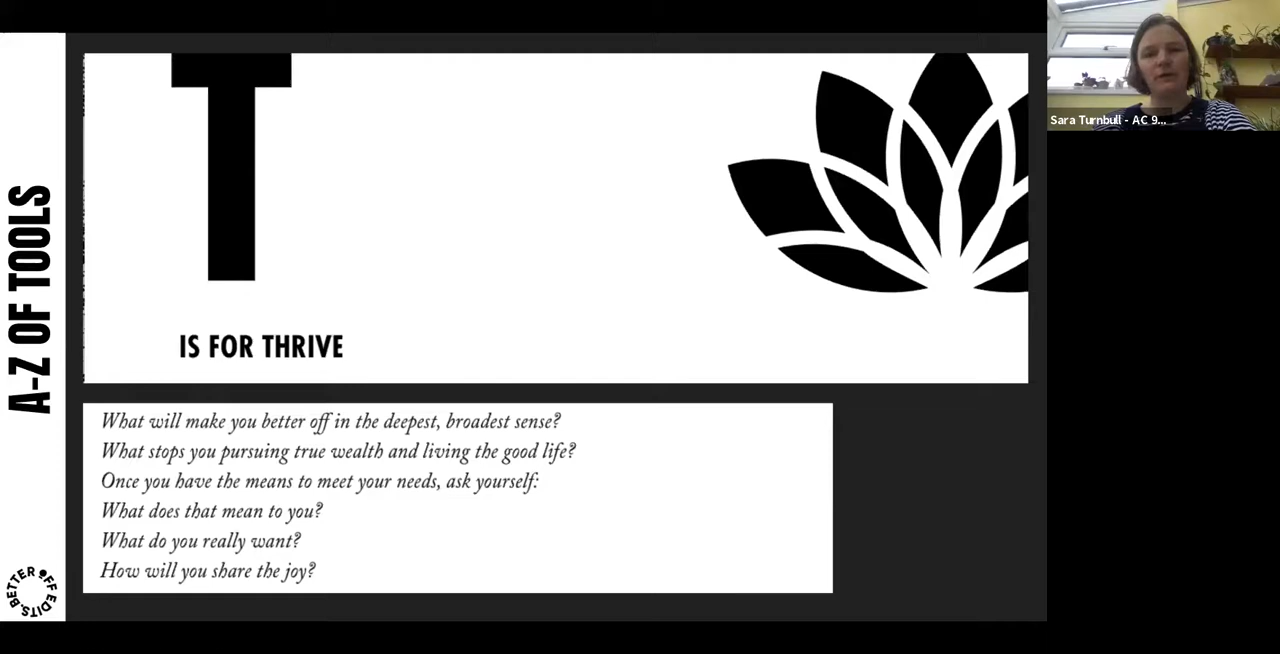 A-Z OF TOOLS
T
IS FOR THRIVE
What will make you better off in the deepest, broadest sense?
What stops you pursuing true wealth and living the good life?
Once you have the means to meet your needs, ask yourself:
What does that mean to you?
What do you really want?
How will you share the joy?
BETTER OFF EDITS.
Sara Turnbull - AC 9...